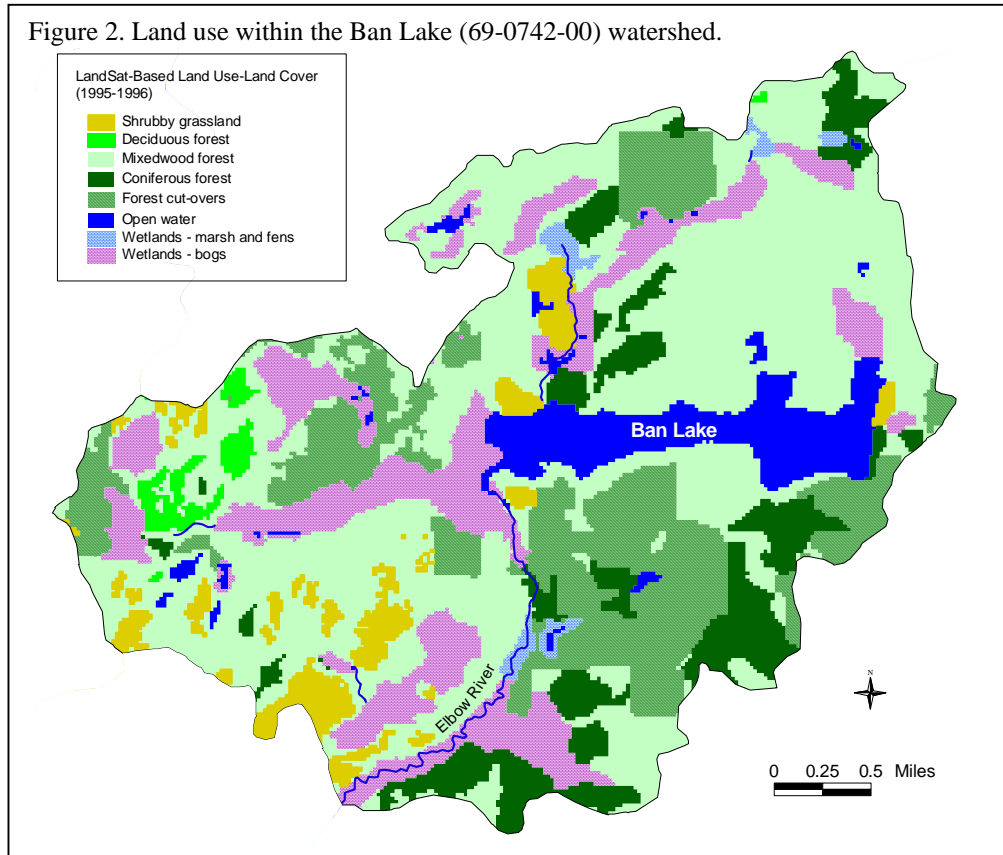 Figure 2. Land use within the Ban Lake (69-0742-00) watershed.
LandSat-Based Land Use-Land Cover
(1995-1996)
Shrubby grassland
Deciduous forest
Mixedwood forest
Coniferous forest
Forest cut-overs
Open water
Wetlands - marsh and fens
Wetlands - bogs
Ban Lake
Elbow River
N
0 0.25 0.5 Miles